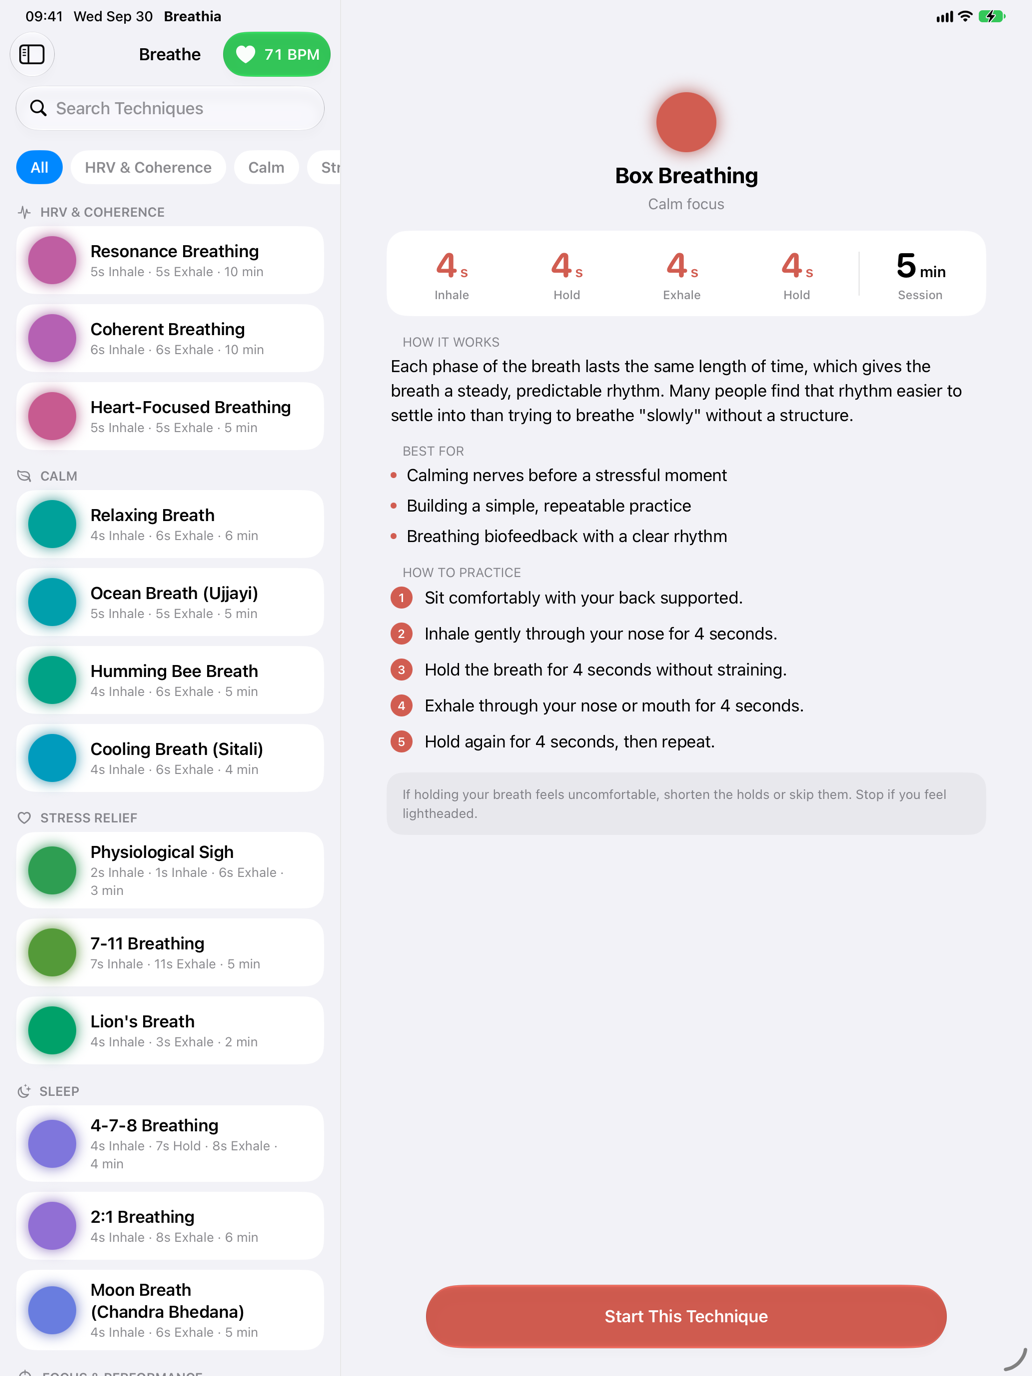 09:41 Wed Sep 30 Breathia
Breathe
71 BPM
Search Techniques
All
HRV & Coherence
Calm
Str
HRV & COHERENCE
Resonance Breathing
5s Inhale · 5s Exhale · 10 min
Coherent Breathing
6s Inhale · 6s Exhale · 10 min
Heart-Focused Breathing
5s Inhale · 5s Exhale · 5 min
CALM
Relaxing Breath
4s Inhale · 6s Exhale · 6 min
Ocean Breath (Ujjayi)
5s Inhale · 5s Exhale · 5 min
Humming Bee Breath
4s Inhale · 6s Exhale · 5 min
Cooling Breath (Sitali)
4s Inhale · 6s Exhale · 4 min
STRESS RELIEF
Physiological Sigh
2s Inhale · 1s Inhale · 6s Exhale ·
3 min
7-11 Breathing
7s Inhale · 11s Exhale · 5 min
Lion's Breath
4s Inhale · 3s Exhale · 2 min
SLEEP
4-7-8 Breathing
4s Inhale · 7s Hold · 8s Exhale ·
4 min
2:1 Breathing
4s Inhale · 8s Exhale · 6 min
Moon Breath
(Chandra Bhedana)
4s Inhale · 6s Exhale · 5 min
FOCUS & PERFORMANCE
Box Breathing
Calm focus
4 s
Inhale
4 s
Hold
4 s
Exhale
4 s
Hold
5 min
Session
HOW IT WORKS
Each phase of the breath lasts the same length of time, which gives the
breath a steady, predictable rhythm. Many people find that rhythm easier to
settle into than trying to breathe "slowly" without a structure.
BEST FOR
• Calming nerves before a stressful moment
• Building a simple, repeatable practice
• Breathing biofeedback with a clear rhythm
HOW TO PRACTICE
1 Sit comfortably with your back supported.
2 Inhale gently through your nose for 4 seconds.
3 Hold the breath for 4 seconds without straining.
4 Exhale through your nose or mouth for 4 seconds.
5 Hold again for 4 seconds, then repeat.
If holding your breath feels uncomfortable, shorten the holds or skip them. Stop if you feel
lightheaded.
Start This Technique